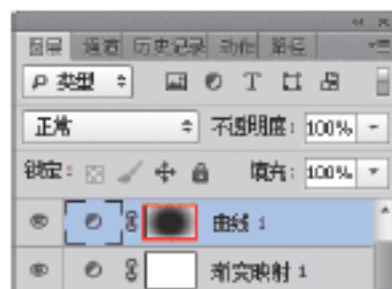 图层 通道 历史记录 动作 路径
类型
正常 不透明度: 100%
锁定: 填充: 100%
曲线 1
渐变映射 1